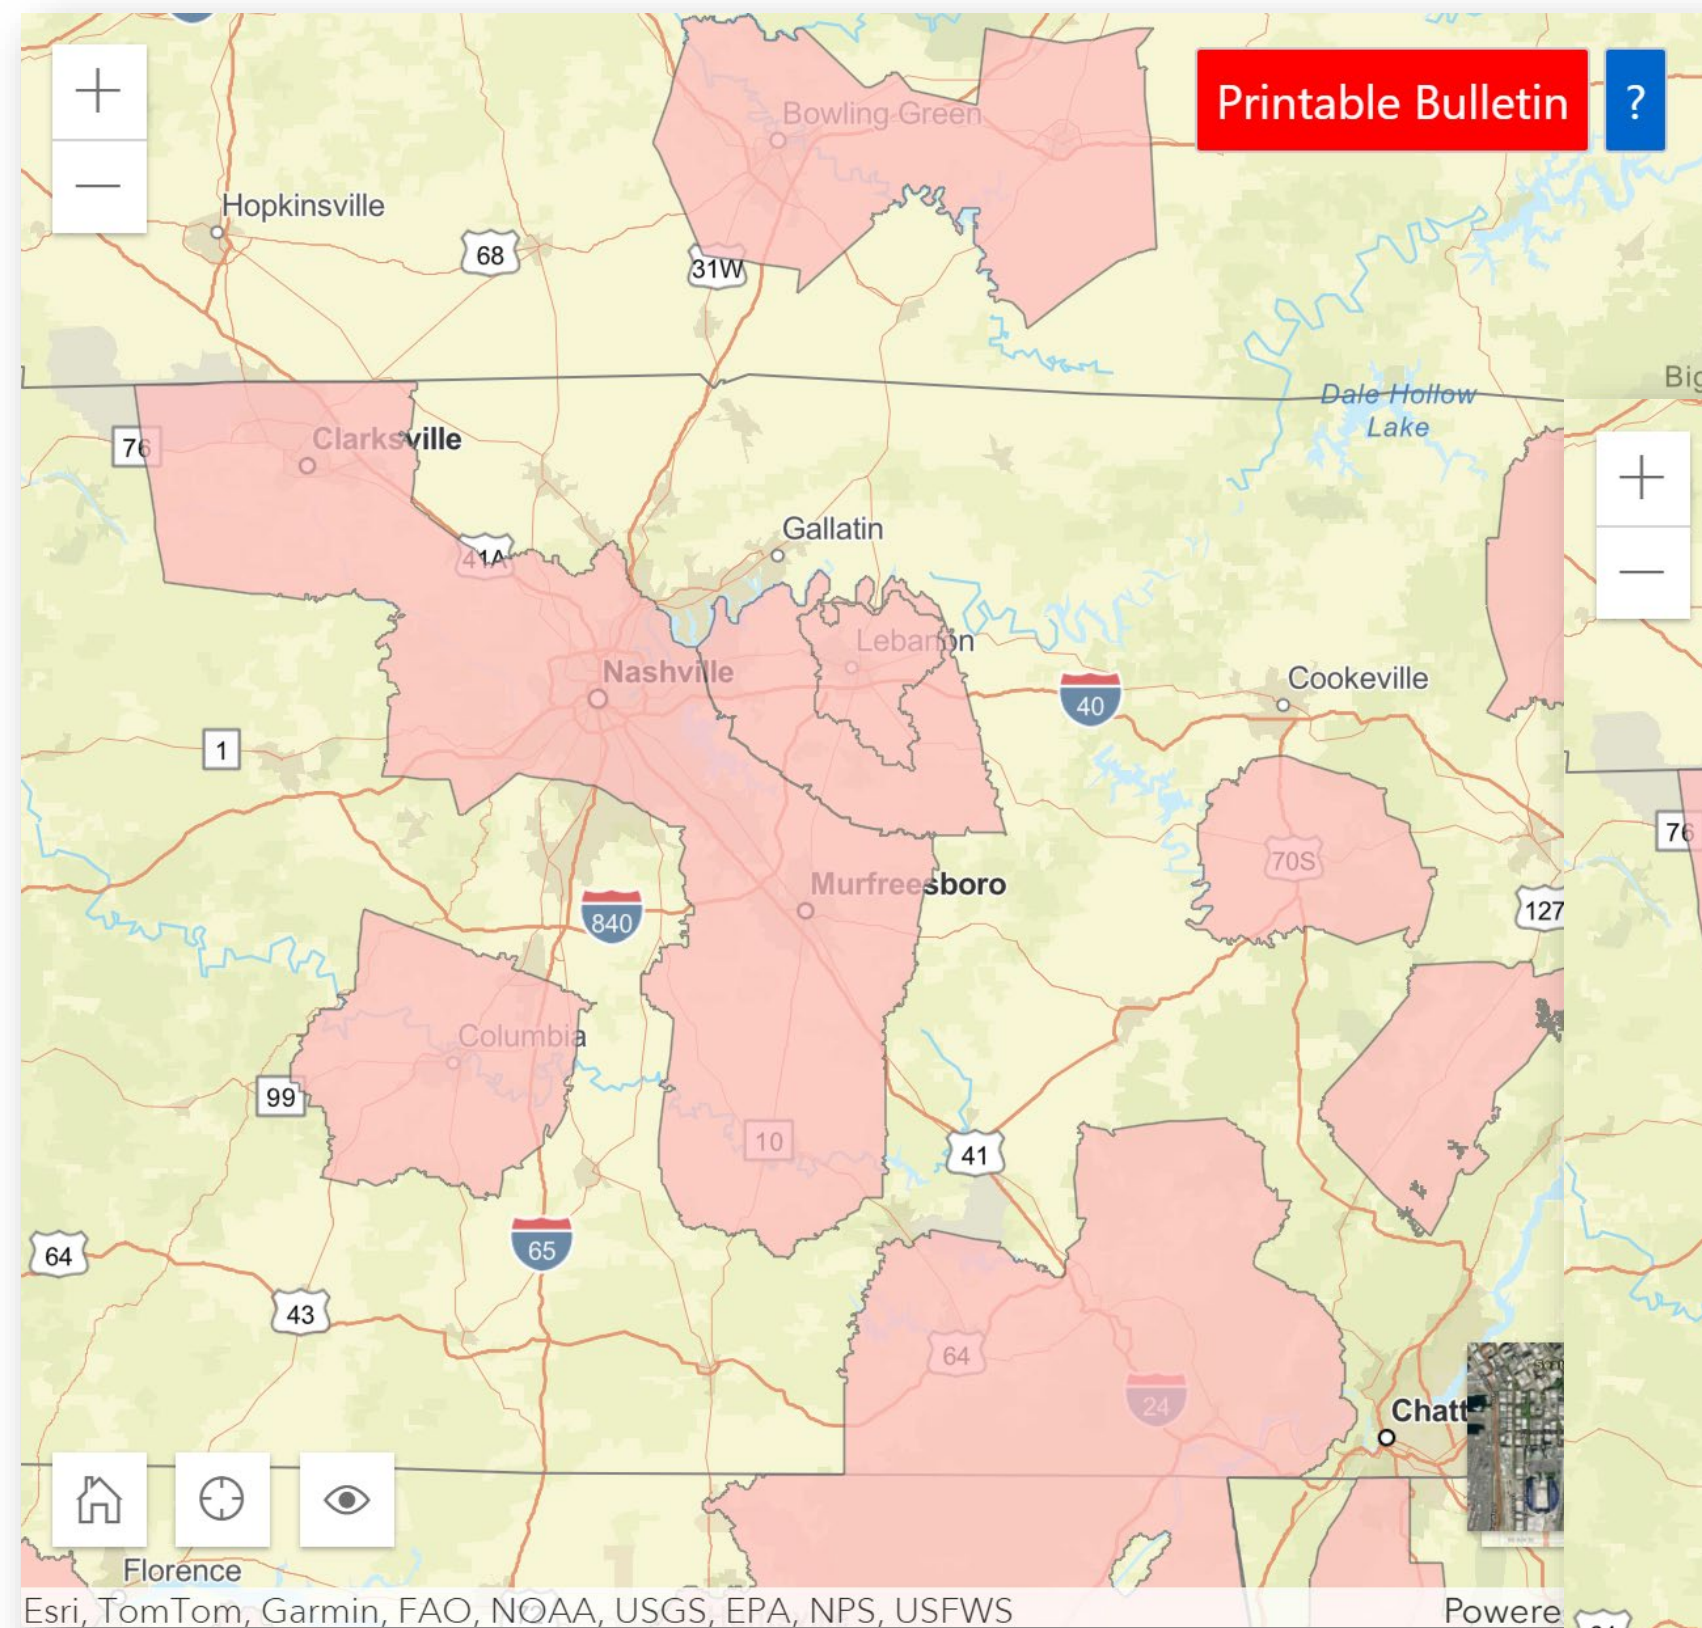 Printable Bulletin
?
Bowling Green
Hopkinsville
68
31W
Dale Hollow
Lake
Big
76
Clarksville
41A
Gallatin
Lebanon
Nashville
40
Cookeville
1
76
70S
Murfreesboro
840
127
Columbia
99
10
41
65
64
43
64
24
Chatt
Florence
72
Esri, TomTom, Garmin, FAO, NOAA, USGS, EPA, NPS, USFWS
Powere